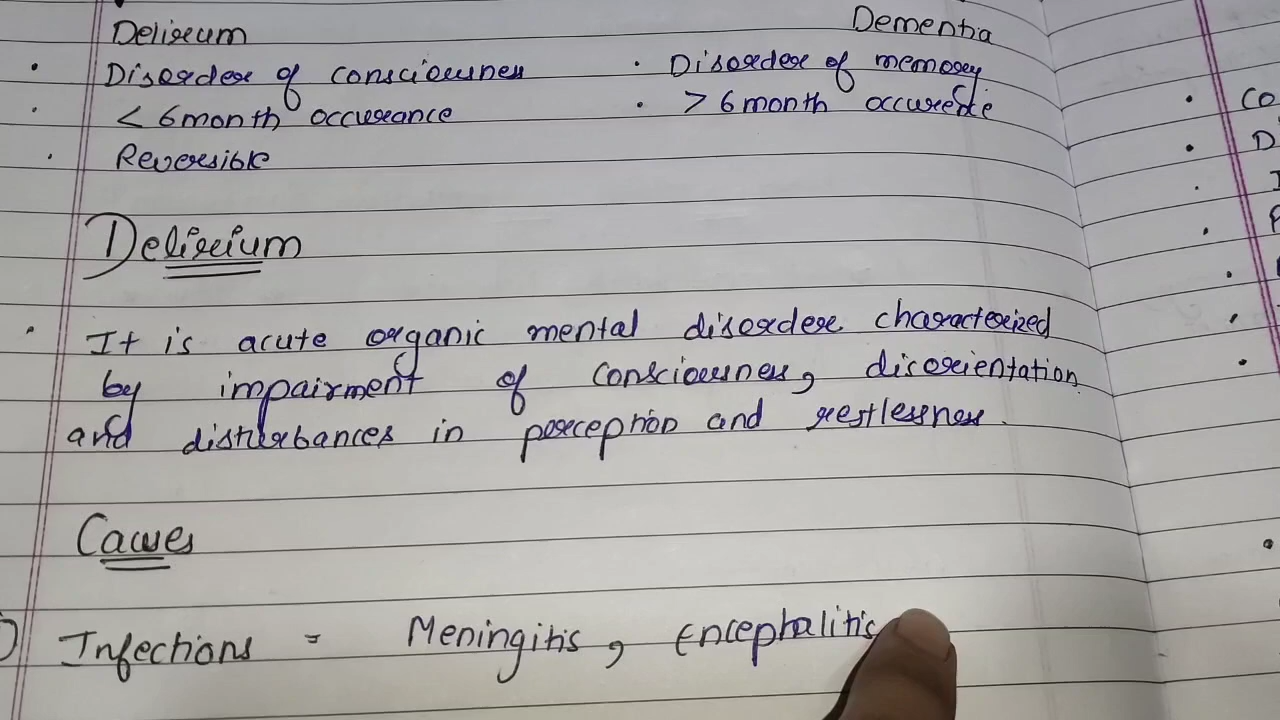 Delirium Dementia
• Disorder of consciousness • Disorder of memory
• < 6 month occurance • > 6 month occurence
• Reversible
Delirium
• It is acute organic mental disorder characterized
by impairment of consciousness, disorientation
and disturbances in perception and restlessness.
Causes
Infections = Meningitis, Encephalitis
• CO
• D